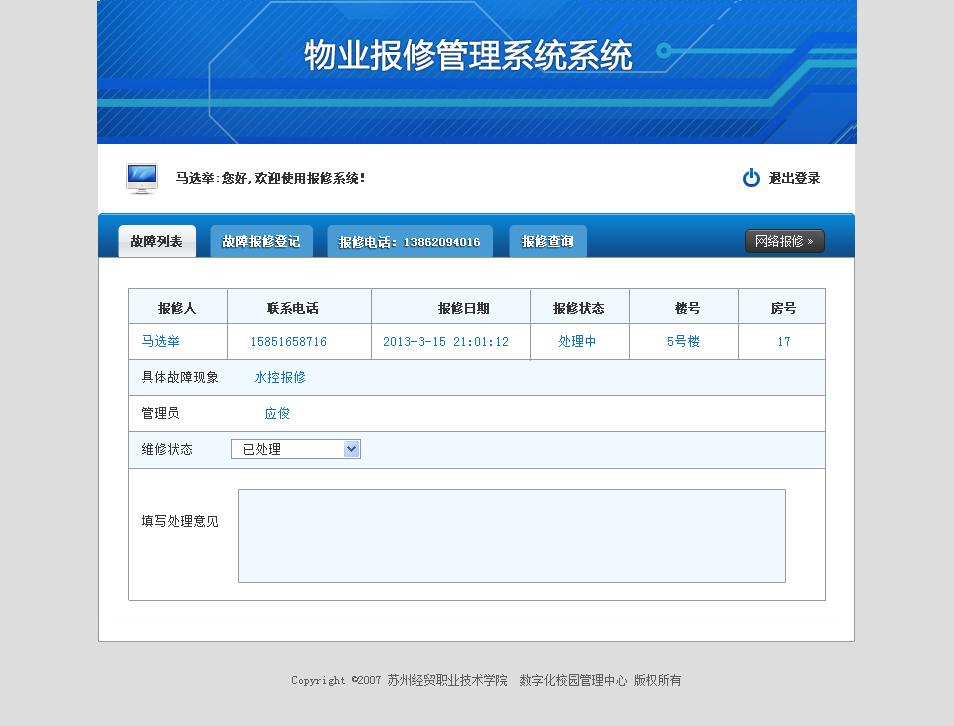 物业报修管理系统系统
马选举:您好,欢迎使用报修系统! 退出登录
故障列表 故障报修登记 报修电话: 13862094016 报修查询 网络报修 »
报修人 联系电话 报修日期 报修状态 楼号 房号
马选举 15851658716 2013-3-15 21:01:12 处理中 5号楼 17
具体故障现象 水控报修
管理员 应俊
维修状态 已处理
填写处理意见
Copyright ©2007 苏州经贸职业技术学院 数字化校园管理中心 版权所有